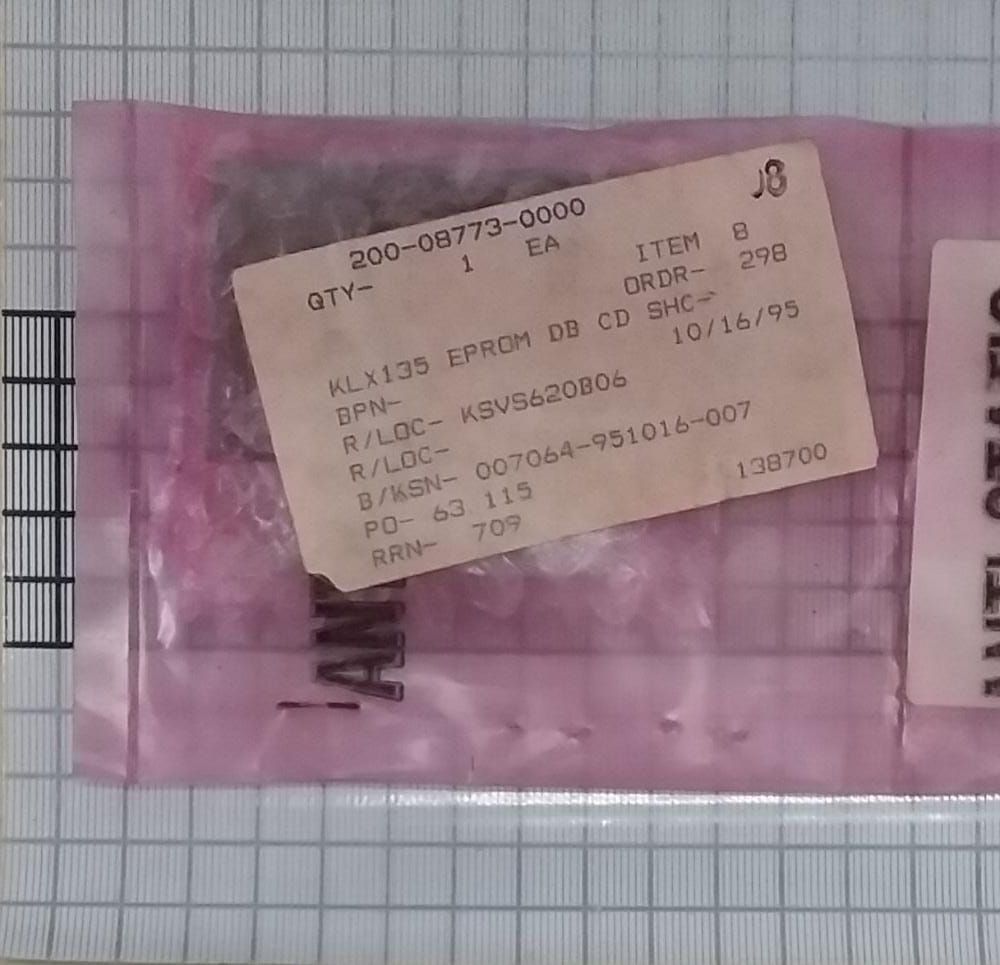 J8
200-08773-0000
QTY- 1 EA ITEM 8
ORDR- 298
KLX135 EPROM DB CD SHC-
BPN- 10/16/95
R/LOC- KSVS620B06
R/LOC-
B/KSN- 007064-951016-007
PO- 63 115 138700
RRN- 709
AN